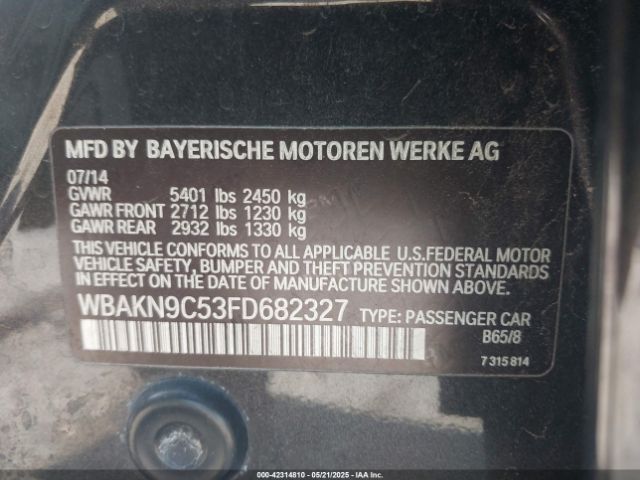 MFD BY BAYERISCHE MOTOREN WERKE AG
07/14
GVWR 5401 lbs 2450 kg
GAWR FRONT 2712 lbs 1230 kg
GAWR REAR 2932 lbs 1330 kg
THIS VEHICLE CONFORMS TO ALL APPLICABLE U.S.FEDERAL MOTOR
VEHICLE SAFETY, BUMPER AND THEFT PREVENTION STANDARDS
IN EFFECT ON THE DATE OF MANUFACTURE SHOWN ABOVE.
WBAKN9C53FD682327 TYPE: PASSENGER CAR
B65/8
7 315 814
© COPART - 42314810 - 05/21/2025 - IAA Inc.